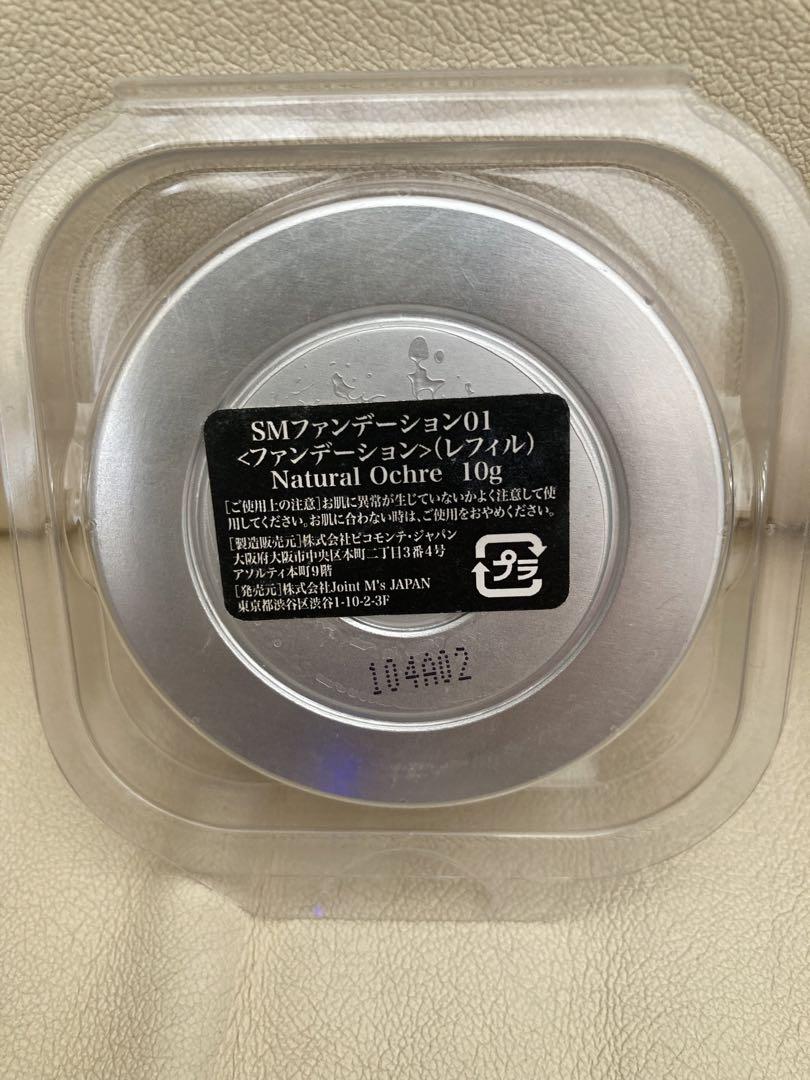 SMファンデーション01
<ファンデーション>(レフィル)
Natural Ochre 10g
[ご使用上の注意]お肌に異常が生じていないかよく注意して使
用してください。お肌に合わない時は、ご使用をおやめください。
[製造販売元]株式会社ピコモンテ・ジャパン
大阪府大阪市中央区本町二丁目3番4号
アソルティ本町9階
[発売元]株式会社Joint M's JAPAN
東京都渋谷区渋谷1-10-2-3F
プラ
104A02